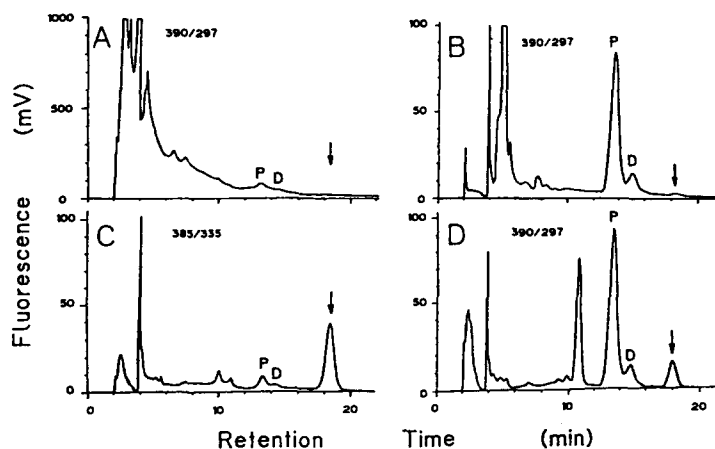 A 390/297
1000
500
0
P D
B 390/297
100
50
0
P
D
C 385/335
100
50
0
P D
0 10 20
D 390/297
100
50
0
P
D
0 10 20
Fluorescence (mV)
Retention Time (min)